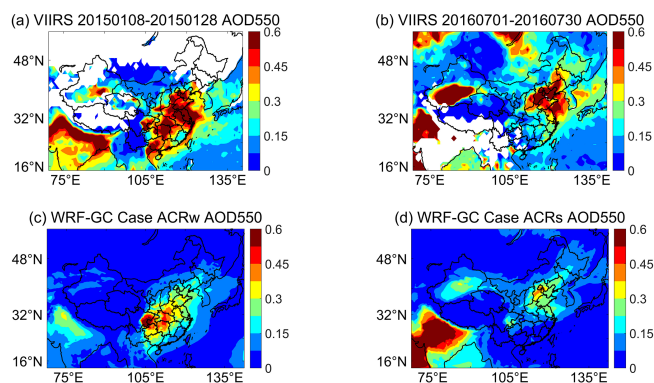 (a) VIIRS 20150108-20150128 AOD550
48°N
32°N
16°N
75°E 105°E 135°E
0.6
0.45
0.3
0.15
0
(b) VIIRS 20160701-20160730 AOD550
48°N
32°N
16°N
75°E 105°E 135°E
0.6
0.45
0.3
0.15
0
(c) WRF-GC Case ACRw AOD550
48°N
32°N
16°N
75°E 105°E 135°E
0.6
0.45
0.3
0.15
0
(d) WRF-GC Case ACRs AOD550
48°N
32°N
16°N
75°E 105°E 135°E
0.6
0.45
0.3
0.15
0